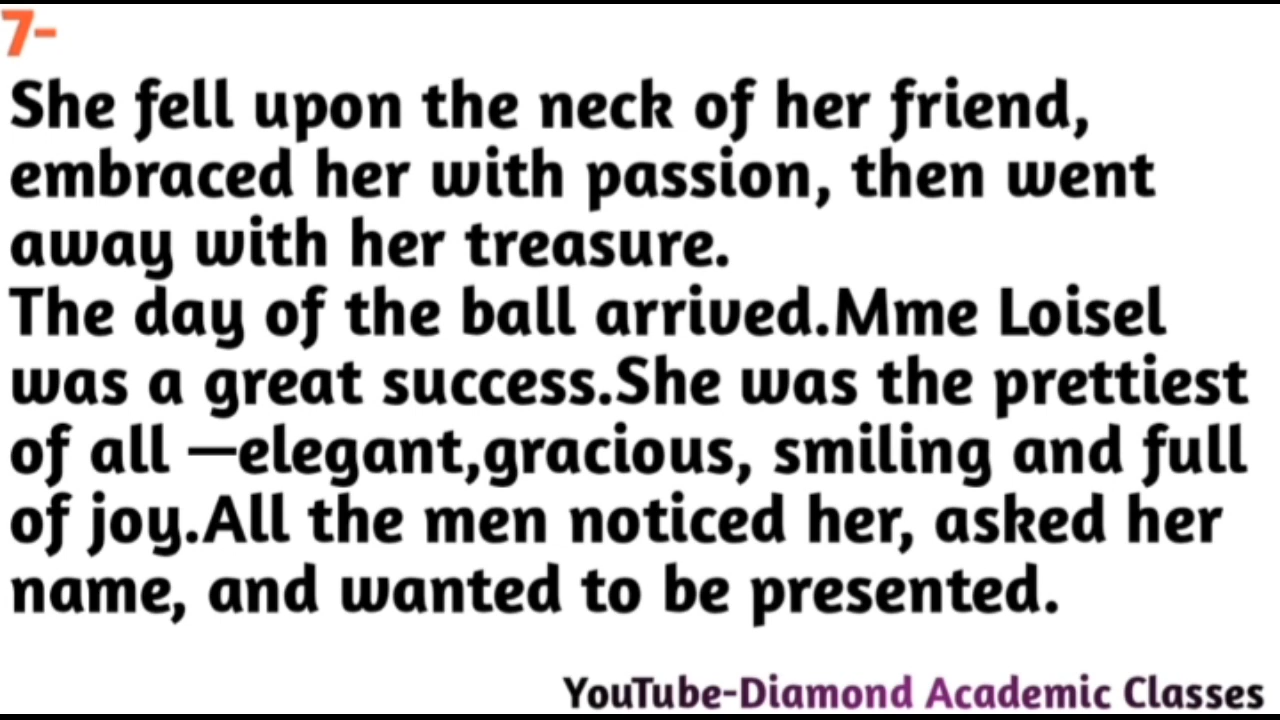 7-
She fell upon the neck of her friend,
embraced her with passion, then went
away with her treasure.
The day of the ball arrived.Mme Loisel
was a great success.She was the prettiest
of all —elegant,gracious, smiling and full
of joy.All the men noticed her, asked her
name, and wanted to be presented.
YouTube-Diamond Academic Classes